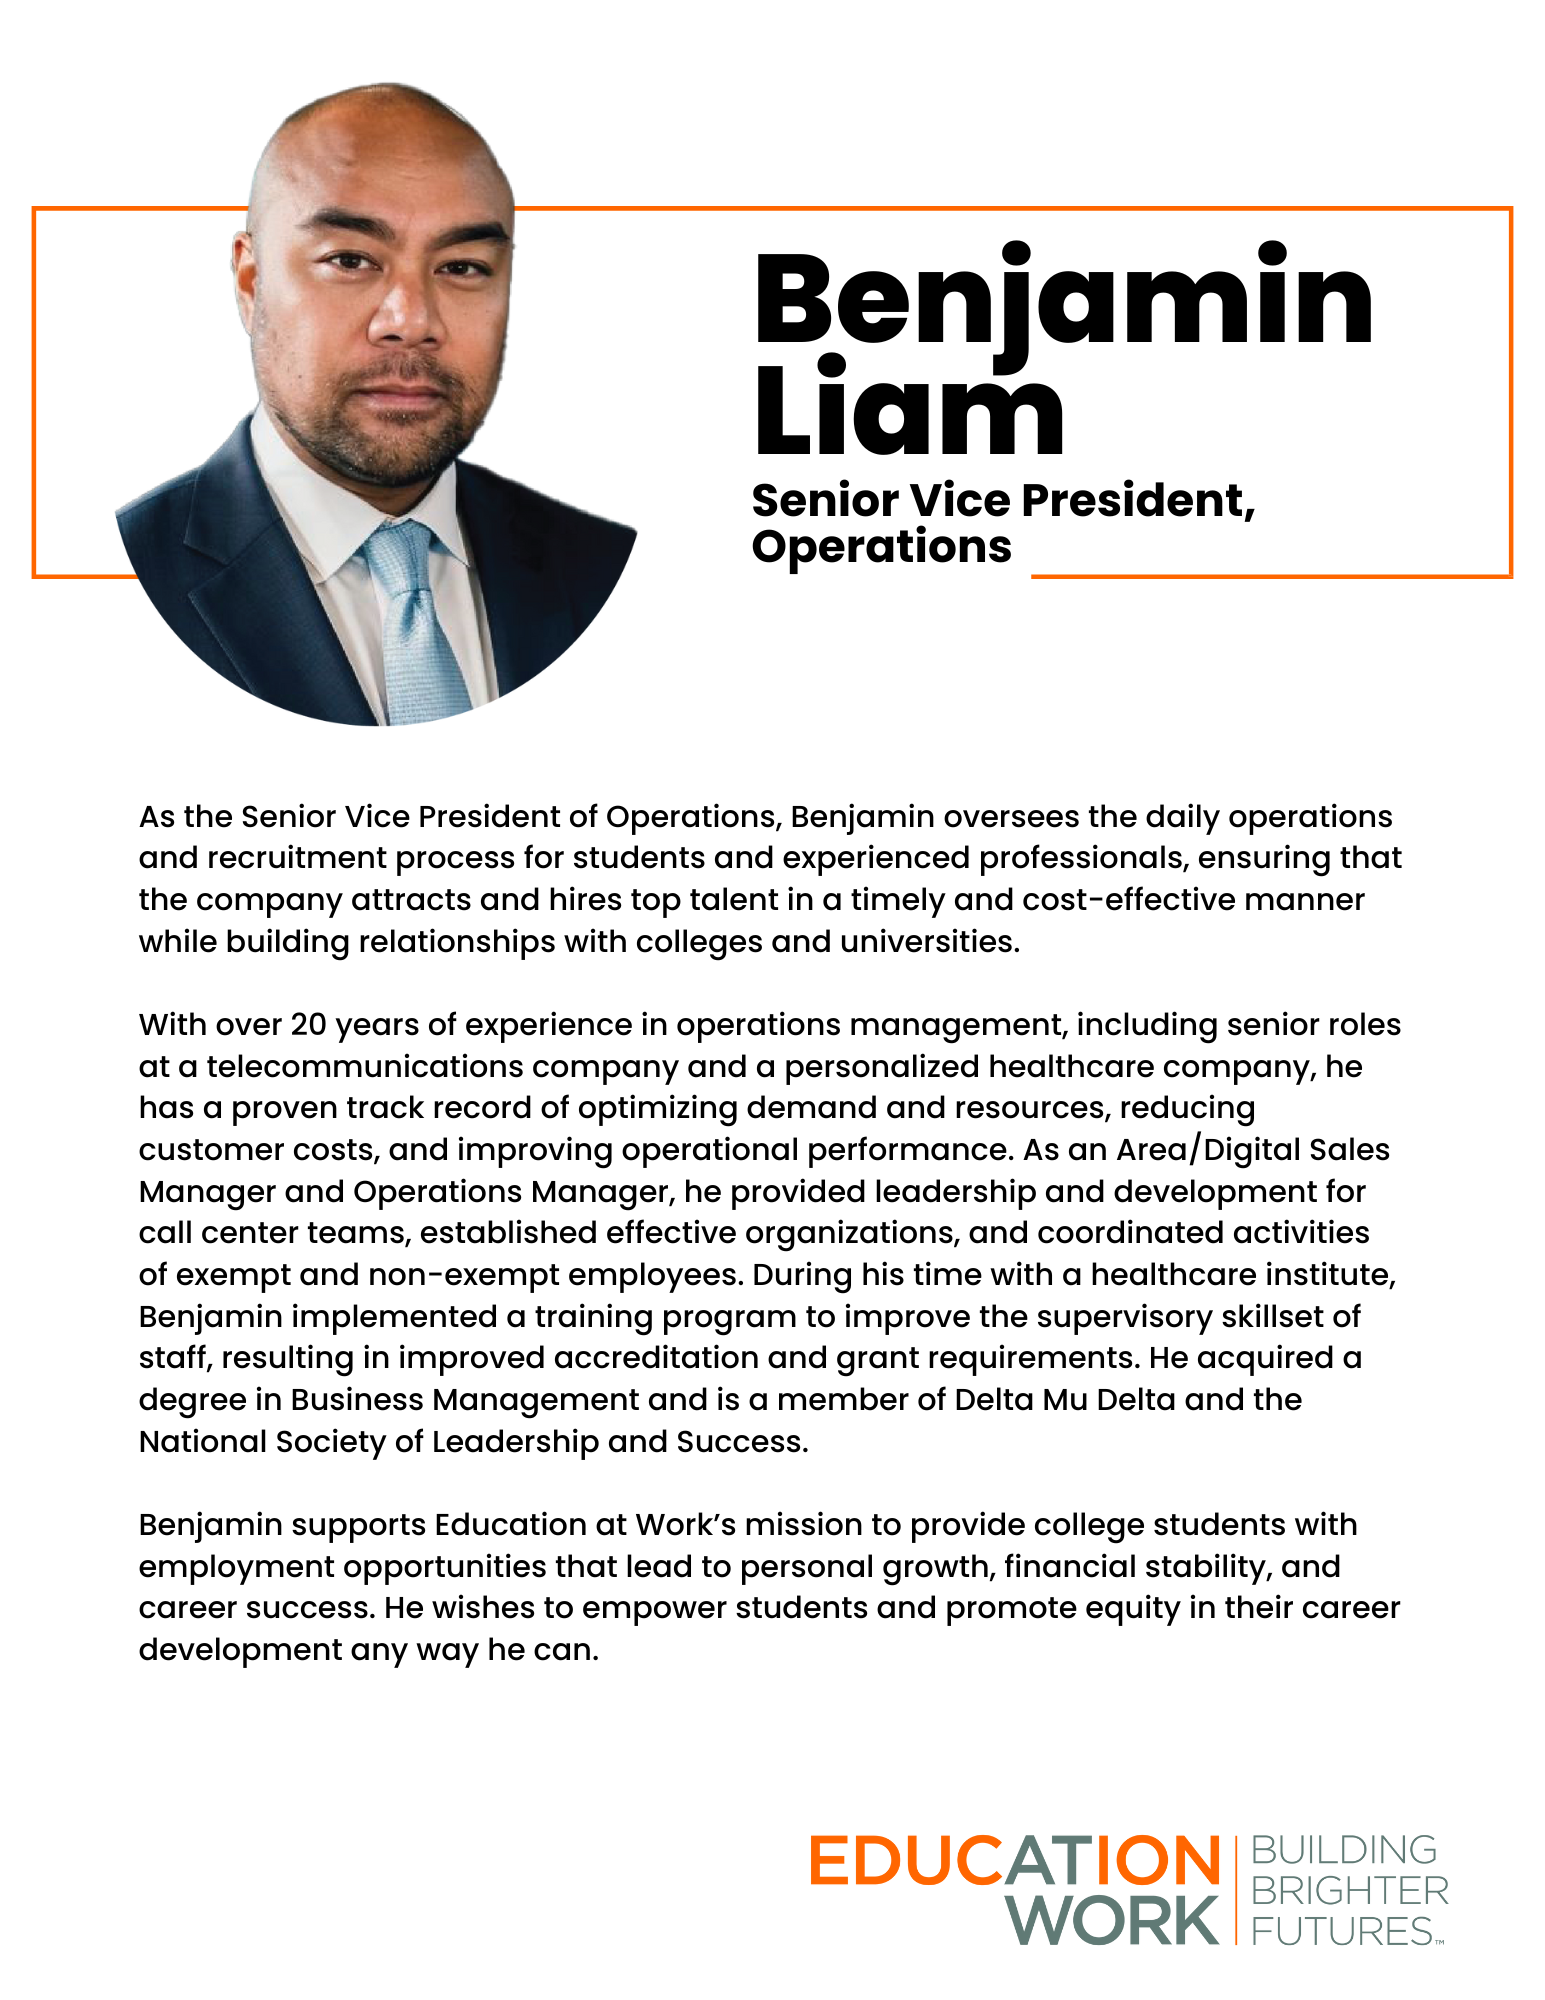 Benjamin
Liam
Senior Vice President,
Operations
As the Senior Vice President of Operations, Benjamin oversees the daily operations
and recruitment process for students and experienced professionals, ensuring that
the company attracts and hires top talent in a timely and cost-effective manner
while building relationships with colleges and universities.
With over 20 years of experience in operations management, including senior roles
at a telecommunications company and a personalized healthcare company, he
has a proven track record of optimizing demand and resources, reducing
customer costs, and improving operational performance. As an Area/Digital Sales
Manager and Operations Manager, he provided leadership and development for
call center teams, established effective organizations, and coordinated activities
of exempt and non-exempt employees. During his time with a healthcare institute,
Benjamin implemented a training program to improve the supervisory skillset of
staff, resulting in improved accreditation and grant requirements. He acquired a
degree in Business Management and is a member of Delta Mu Delta and the
National Society of Leadership and Success.
Benjamin supports Education at Work’s mission to provide college students with
employment opportunities that lead to personal growth, financial stability, and
career success. He wishes to empower students and promote equity in their career
development any way he can.
EDUCATION
WORK
BUILDING
BRIGHTER
FUTURES™